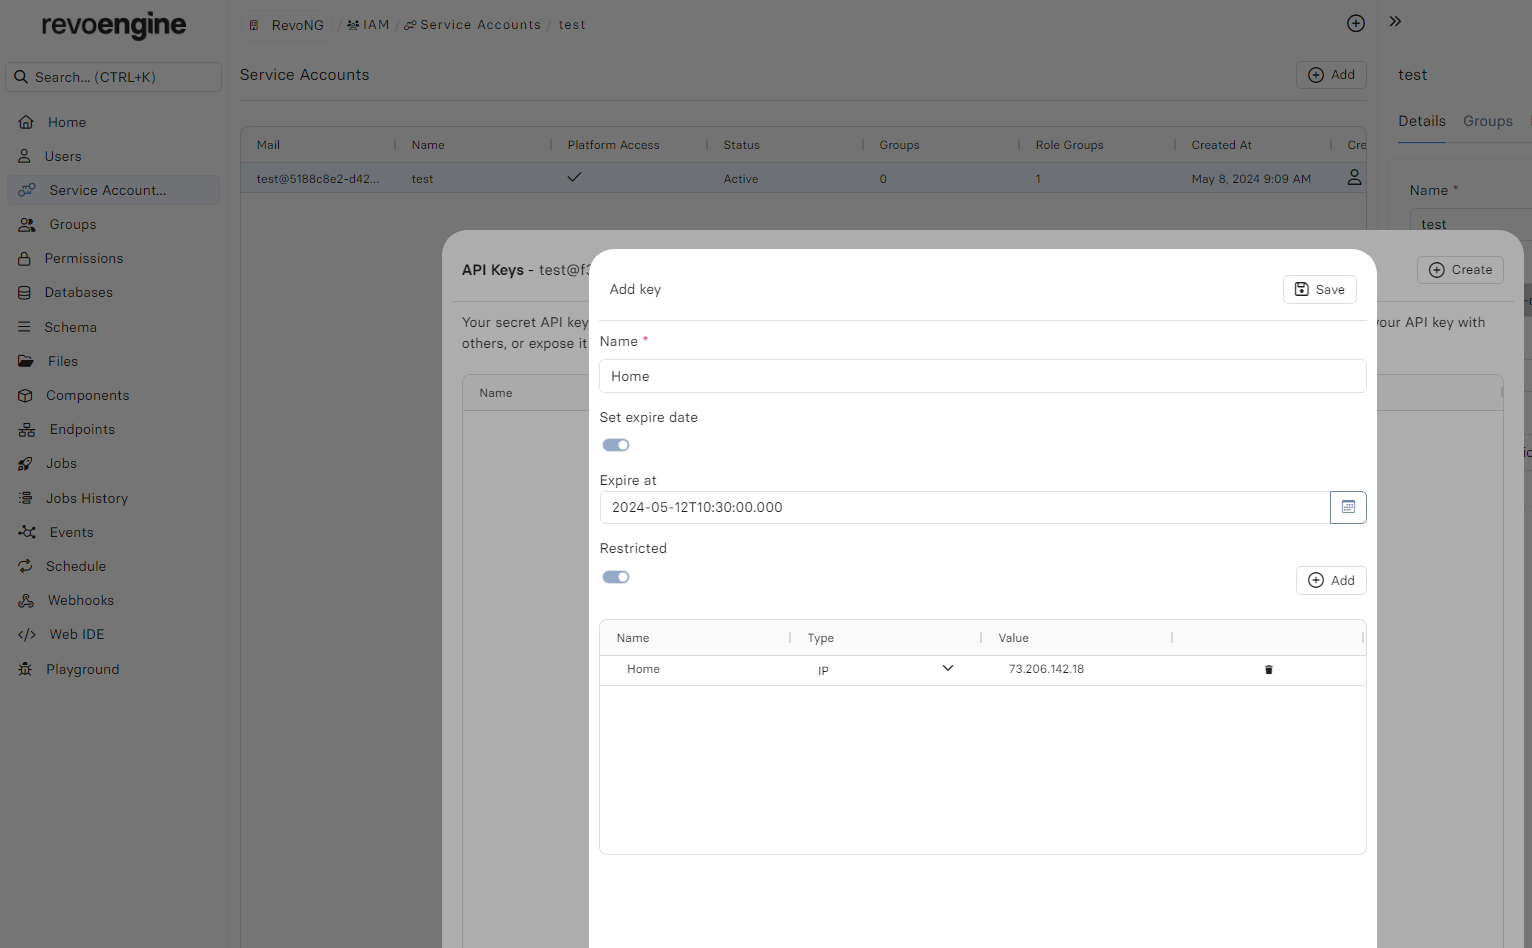 revoengine
Search... (CTRL+K)
Home
Users
Service Account...
Groups
Permissions
Databases
Schema
Files
Components
Endpoints
Jobs
Jobs History
Events
Schedule
Webhooks
Web IDE
Playground
RevoNG / IAM / Service Accounts / test
Service Accounts
Add
Mail Name Platform Access Status Groups Role Groups Created At Cre
test@5188c8e2-d42... test Active 0 1 May 8, 2024 9:09 AM
test
Details Groups
Name *
test
API Keys - test@f3
Create
Your secret API key
your API key with
others, or expose it
Name
Add key
Save
Name *
Home
Set expire date
Expire at
2024-05-12T10:30:00.000
Restricted
Add
Name Type Value
Home IP 73.206.142.18